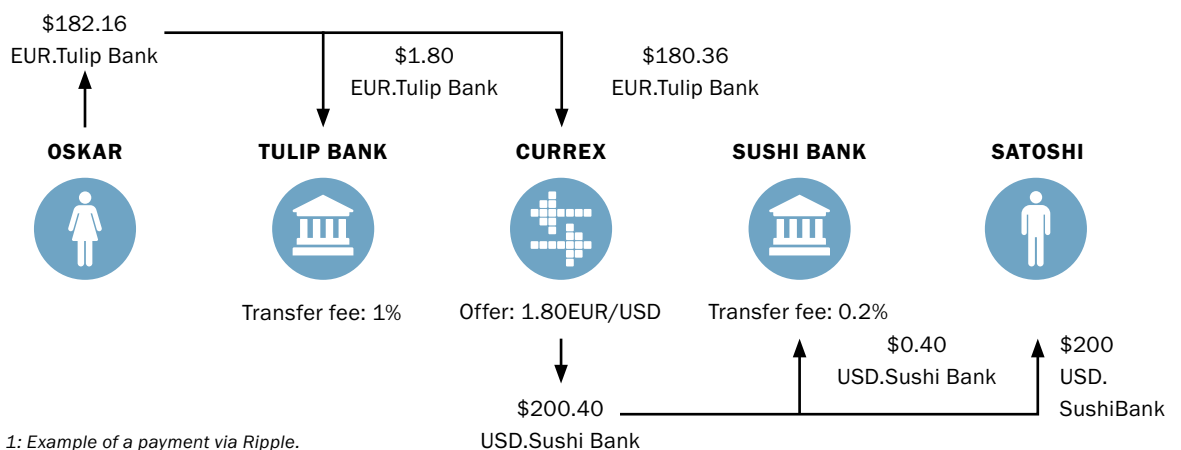 $182.16
EUR.Tulip Bank
$1.80
EUR.Tulip Bank
$180.36
EUR.Tulip Bank
OSKAR
TULIP BANK
CURREX
SUSHI BANK
SATOSHI
Transfer fee: 1%
Offer: 1.80EUR/USD
Transfer fee: 0.2%
$0.40
USD.Sushi Bank
$200
USD.
SushiBank
$200.40
USD.Sushi Bank
1: Example of a payment via Ripple.